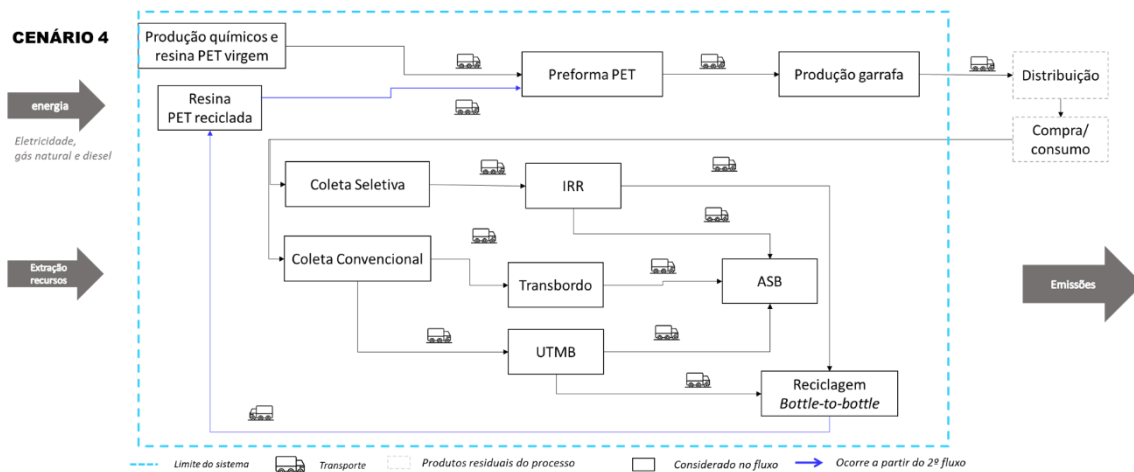 CENÁRIO 4
Produção químicos e
resina PET virgem
Preforma PET
Produção garrafa
Distribuição
energia
Resina
PET reciclada
Eletricidade,
gás natural e diesel
Compra/
consumo
Coleta Seletiva
IRR
Coleta Convencional
Transbordo
ASB
Extração
recursos
Emissões
UTMB
Reciclagem
Bottle-to-bottle
Limite do sistema
Transporte
Produtos residuais do processo
Considerado no fluxo
Ocorre a partir do 2º fluxo